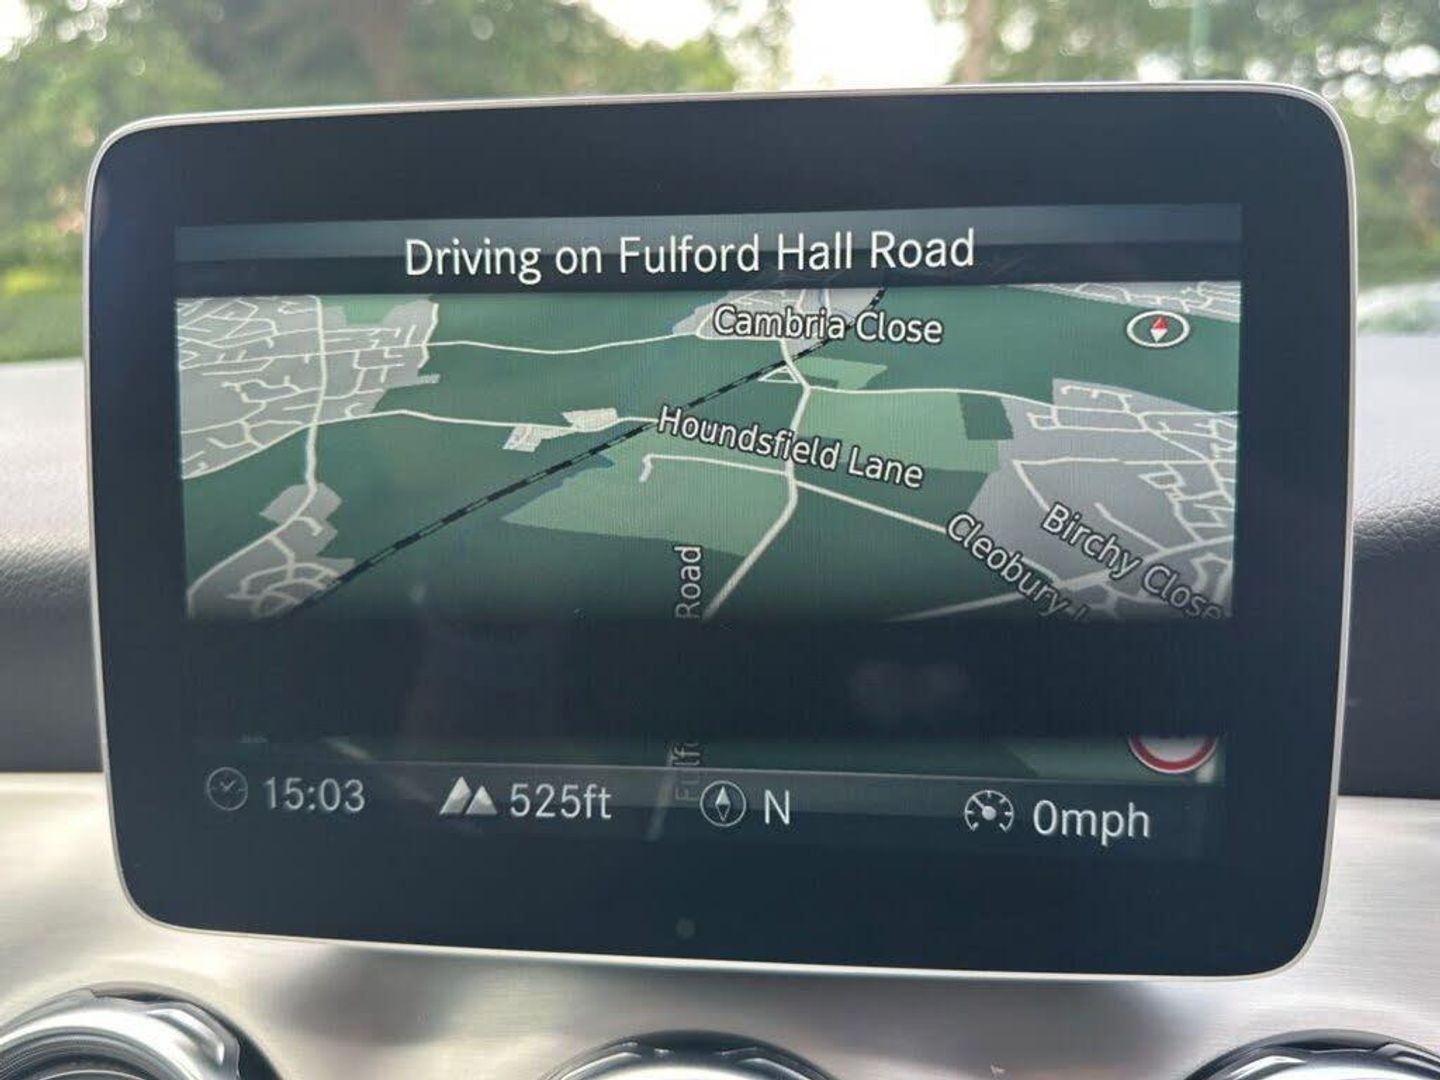 Driving on Fulford Hall Road
Cambria Close
Houndsfield Lane
Birchy Close
Cleobury
Road
15:03
525ft
N
0mph